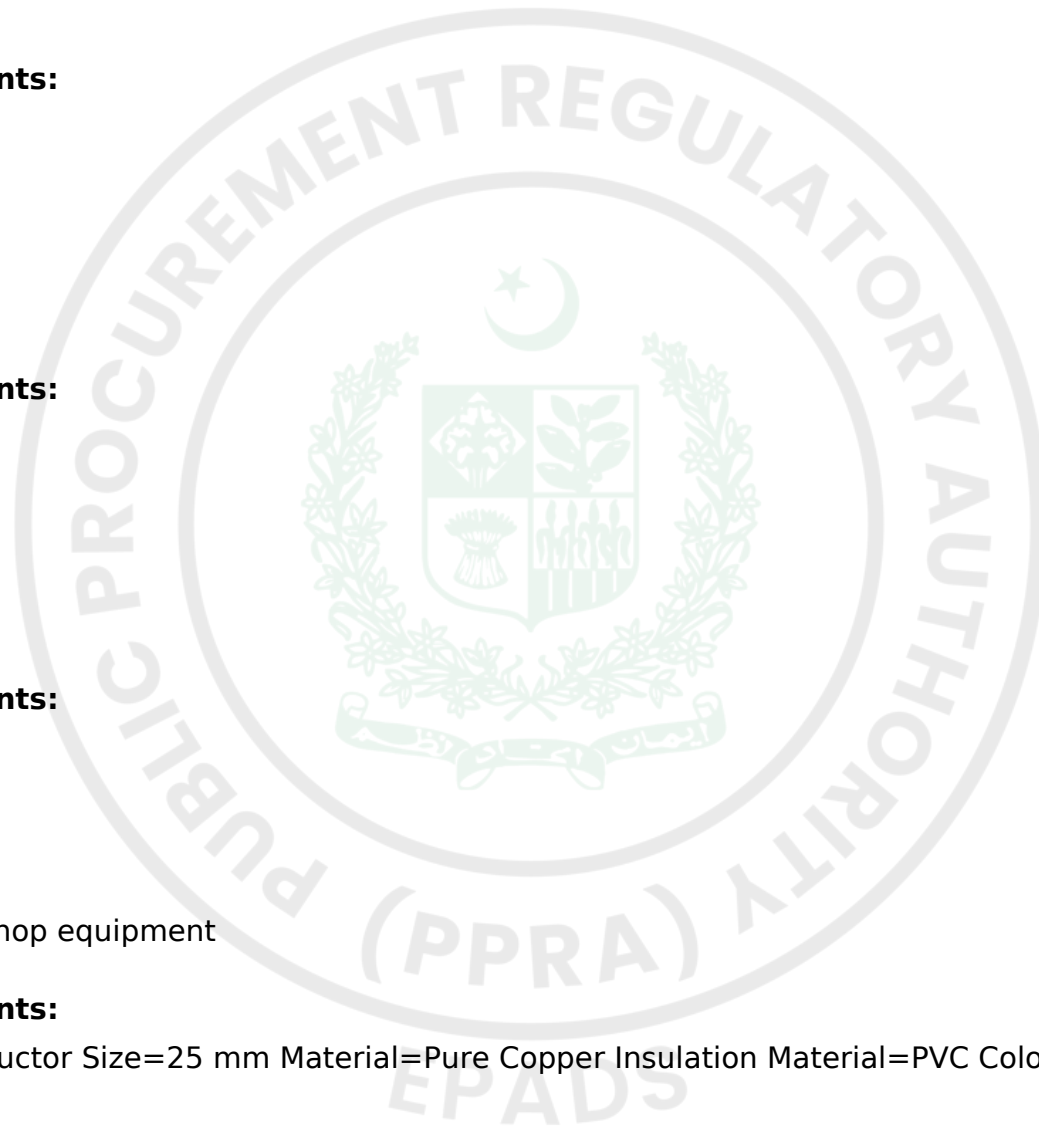 nts:
nts:
nts:
hop equipment
nts:
uctor Size=25 mm Material=Pure Copper Insulation Material=PVC Colo
PUBLIC PROCUREMENT REGULATORY AUTHORITY
(PPRA)
EPADS